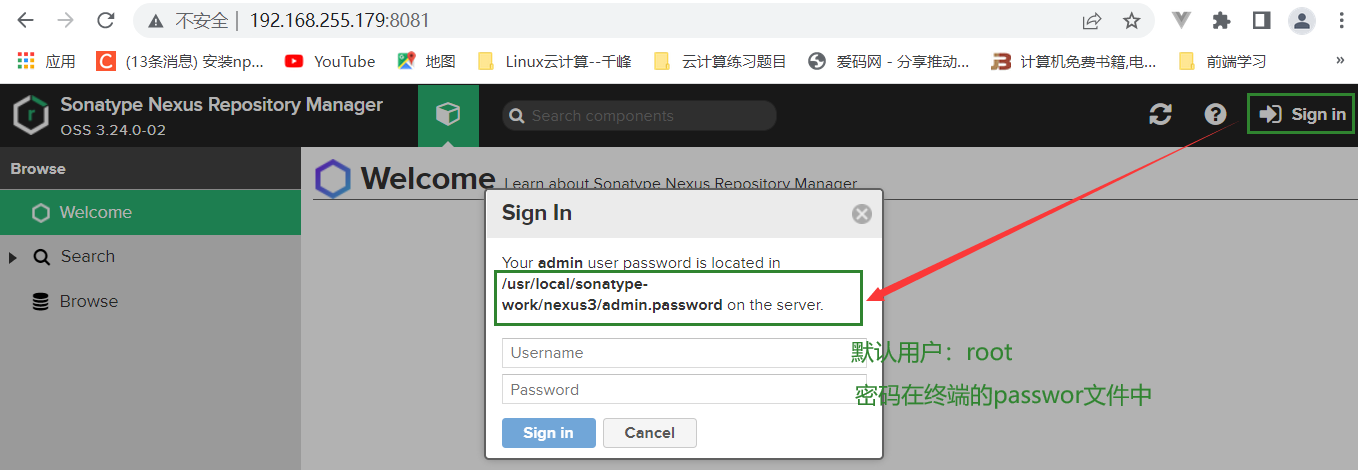 不安全 | 192.168.255.179:8081
应用 (13条消息) 安装np... YouTube 地图 Linux云计算--千峰 云计算练习题目 爱码网 - 分享推动... 计算机免费书籍,电... 前端学习 »
Sonatype Nexus Repository Manager
OSS 3.24.0-02
Search components
Sign in
Browse
Welcome
Search
Browse
Welcome Learn about Sonatype Nexus Repository Manager
Sign In
Your admin user password is located in
/usr/local/sonatype-
work/nexus3/admin.password on the server.
Username
默认用户：root
Password
密码在终端的passwor文件中
Sign in Cancel